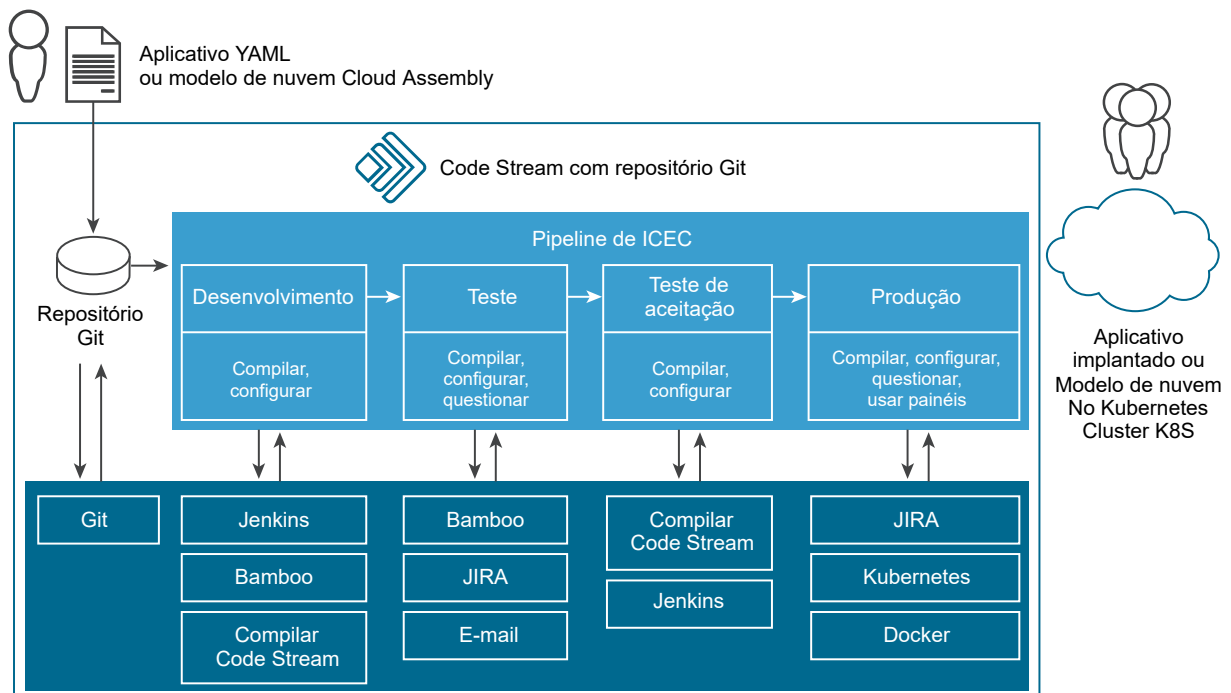 Aplicativo YAML
ou modelo de nuvem Cloud Assembly
Code Stream com repositório Git
Pipeline de ICEC
Repositório
Git
Desenvolvimento
Compilar,
configurar
Teste
Compilar,
configurar,
questionar
Teste de
aceitação
Compilar,
configurar
Produção
Compilar, configurar,
questionar,
usar painéis
Aplicativo
implantado ou
Modelo de nuvem
No Kubernetes
Cluster K8S
Git
Jenkins
Bamboo
Compilar
Code Stream
Bamboo
JIRA
E-mail
Compilar
Code Stream
Jenkins
JIRA
Kubernetes
Docker